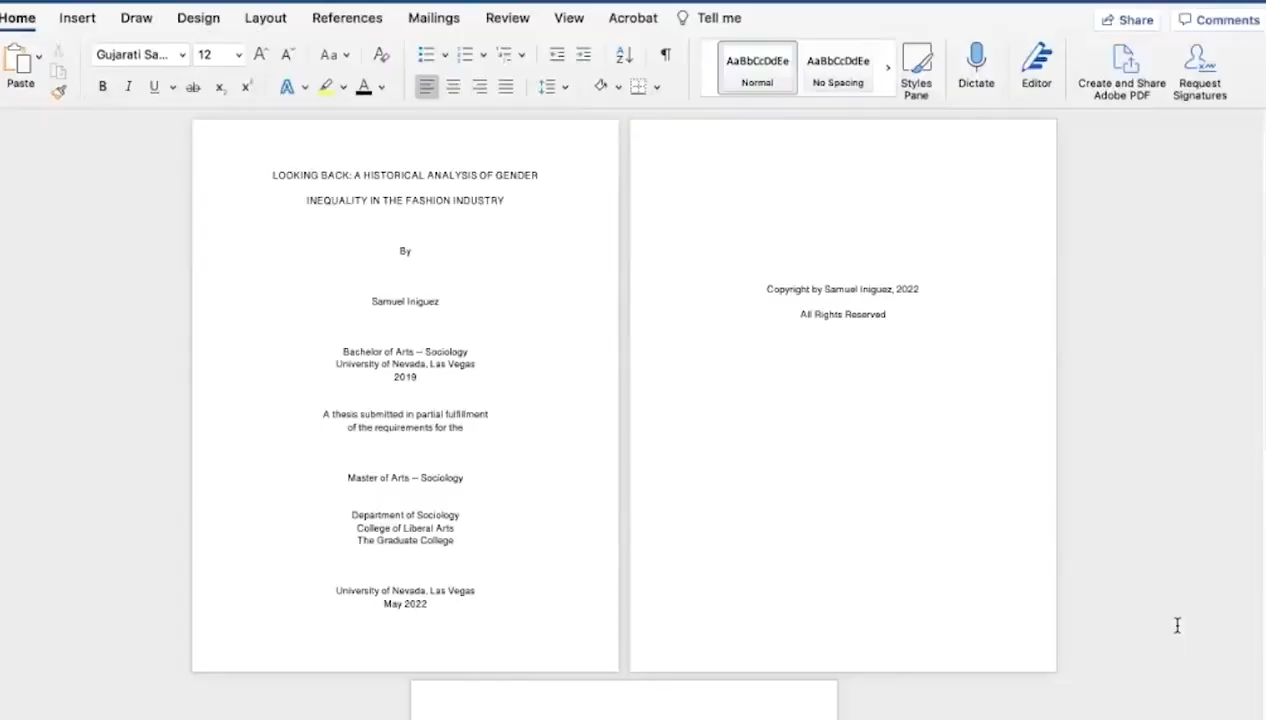 Home Insert Draw Design Layout References Mailings Review View Acrobat Tell me Share Comments
Gujarati Sa... 12 Aa
Paste
B I U ab x₂ x² A A
AaBbCcDdEe AaBbCcDdEe
Normal No Spacing
Styles Pane
Dictate
Editor
Create and Share Adobe PDF
Request Signatures
LOOKING BACK: A HISTORICAL ANALYSIS OF GENDER
INEQUALITY IN THE FASHION INDUSTRY
By
Samuel Iniguez
Bachelor of Arts – Sociology
University of Nevada, Las Vegas
2019
A thesis submitted in partial fulfillment
of the requirements for the
Master of Arts – Sociology
Department of Sociology
College of Liberal Arts
The Graduate College
University of Nevada, Las Vegas
May 2022
Copyright by Samuel Iniguez, 2022
All Rights Reserved